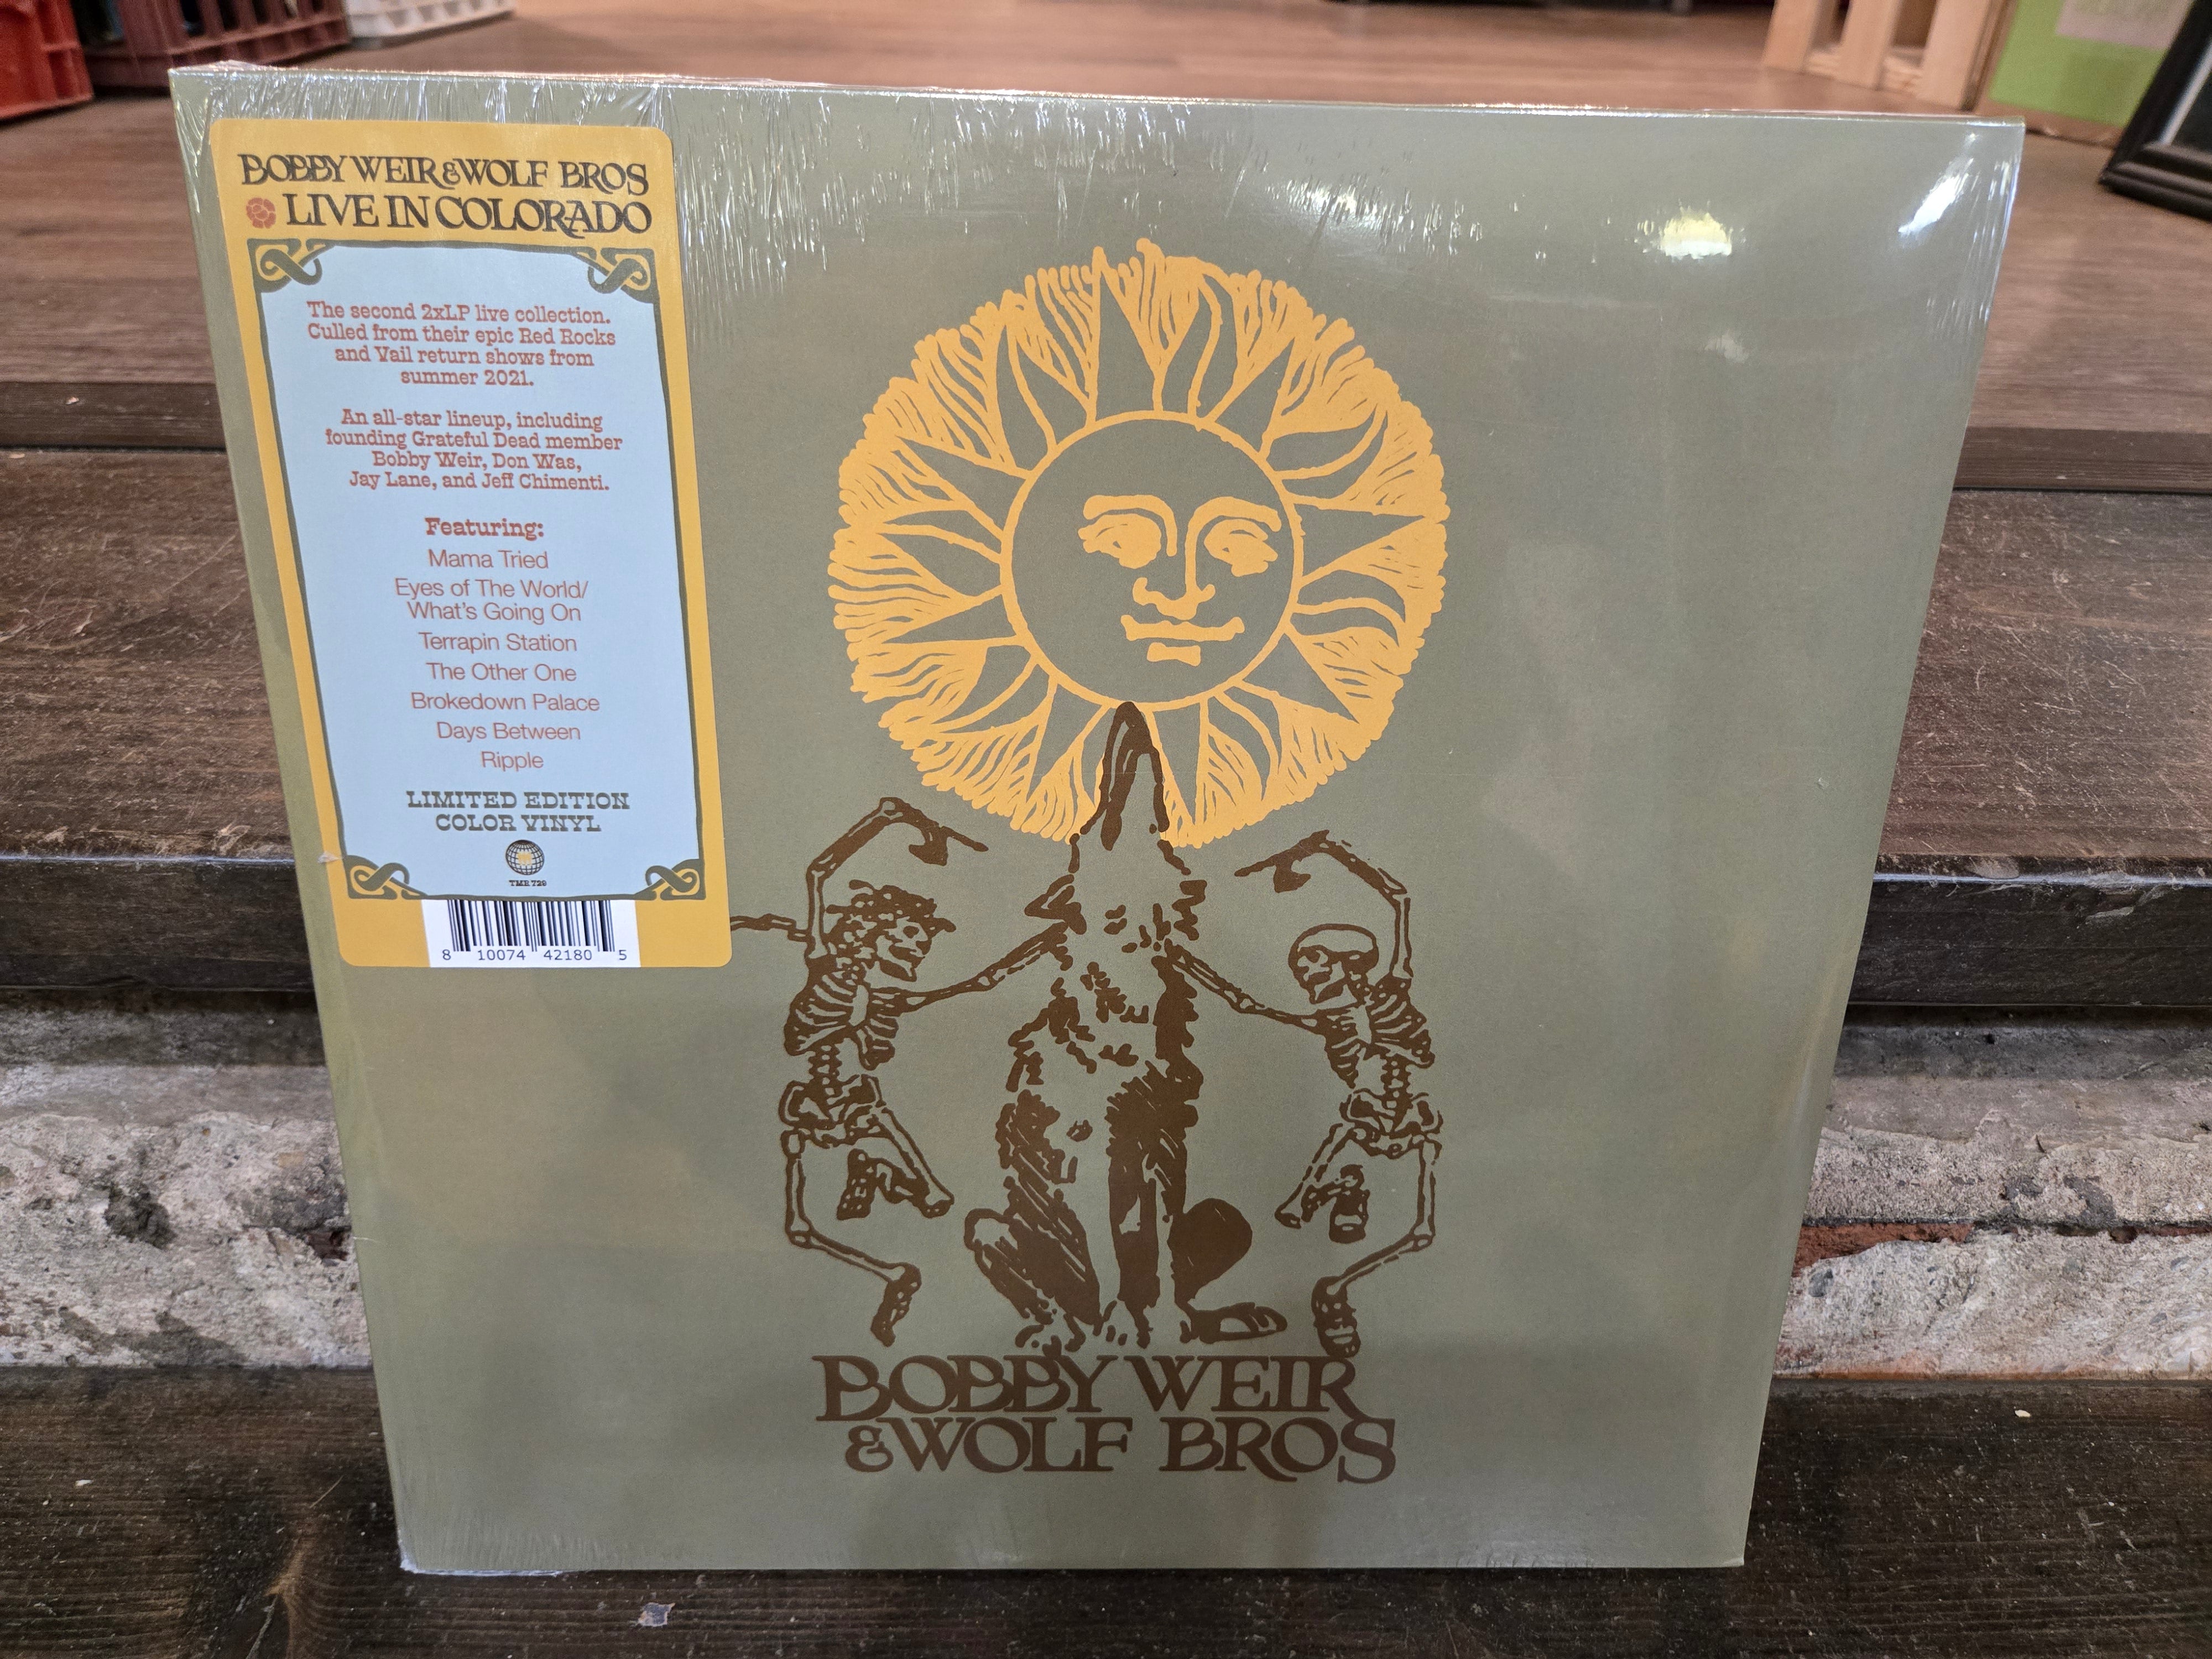 BOBBY WEIR & WOLF BROS
LIVE IN COLORADO
The second 2xLP live collection.
Culled from their epic Red Rocks
and Vail return shows from
summer 2021.
An all-star lineup, including
founding Grateful Dead member
Bobby Weir, Don Was,
Jay Lane, and Jeff Chimenti.
Featuring:
Mama Tried
Eyes of The World/
What's Going On
Terrapin Station
The Other One
Brokedown Palace
Days Between
Ripple
LIMITED EDITION
COLOR VINYL
TMR 729
8 10074 42180 5
BOBBY WEIR
& WOLF BROS